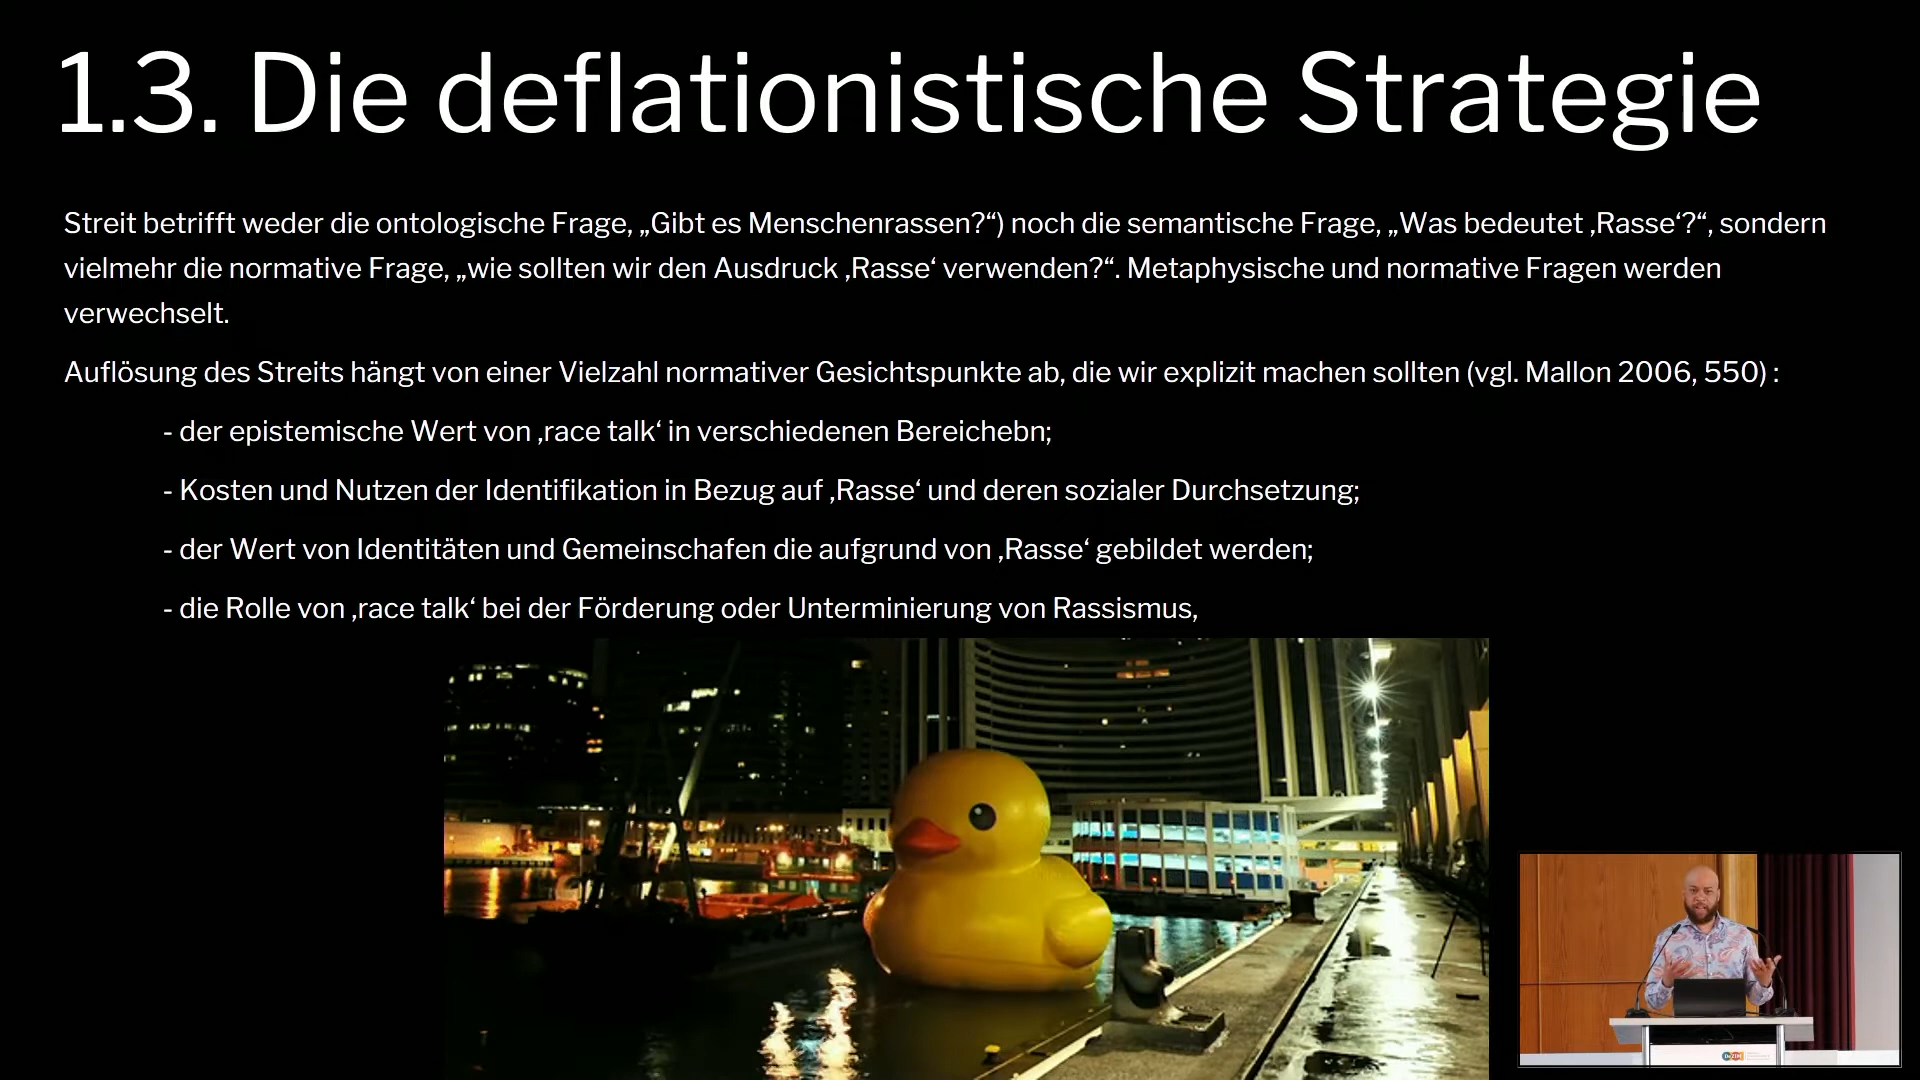 1.3. Die deflationistische Strategie
Streit betrifft weder die ontologische Frage, „Gibt es Menschenrassen?“) noch die semantische Frage, „Was bedeutet ‚Rasse‘?“, sondern
vielmehr die normative Frage, „wie sollten wir den Ausdruck ‚Rasse‘ verwenden?“. Metaphysische und normative Fragen werden
verwechselt.
Auflösung des Streits hängt von einer Vielzahl normativer Gesichtspunkte ab, die wir explizit machen sollten (vgl. Mallon 2006, 550) :
- der epistemische Wert von ‚race talk‘ in verschiedenen Bereichebn;
- Kosten und Nutzen der Identifikation in Bezug auf ‚Rasse‘ und deren sozialer Durchsetzung;
- der Wert von Identitäten und Gemeinschafen die aufgrund von ‚Rasse‘ gebildet werden;
- die Rolle von ‚race talk‘ bei der Förderung oder Unterminierung von Rassismus,